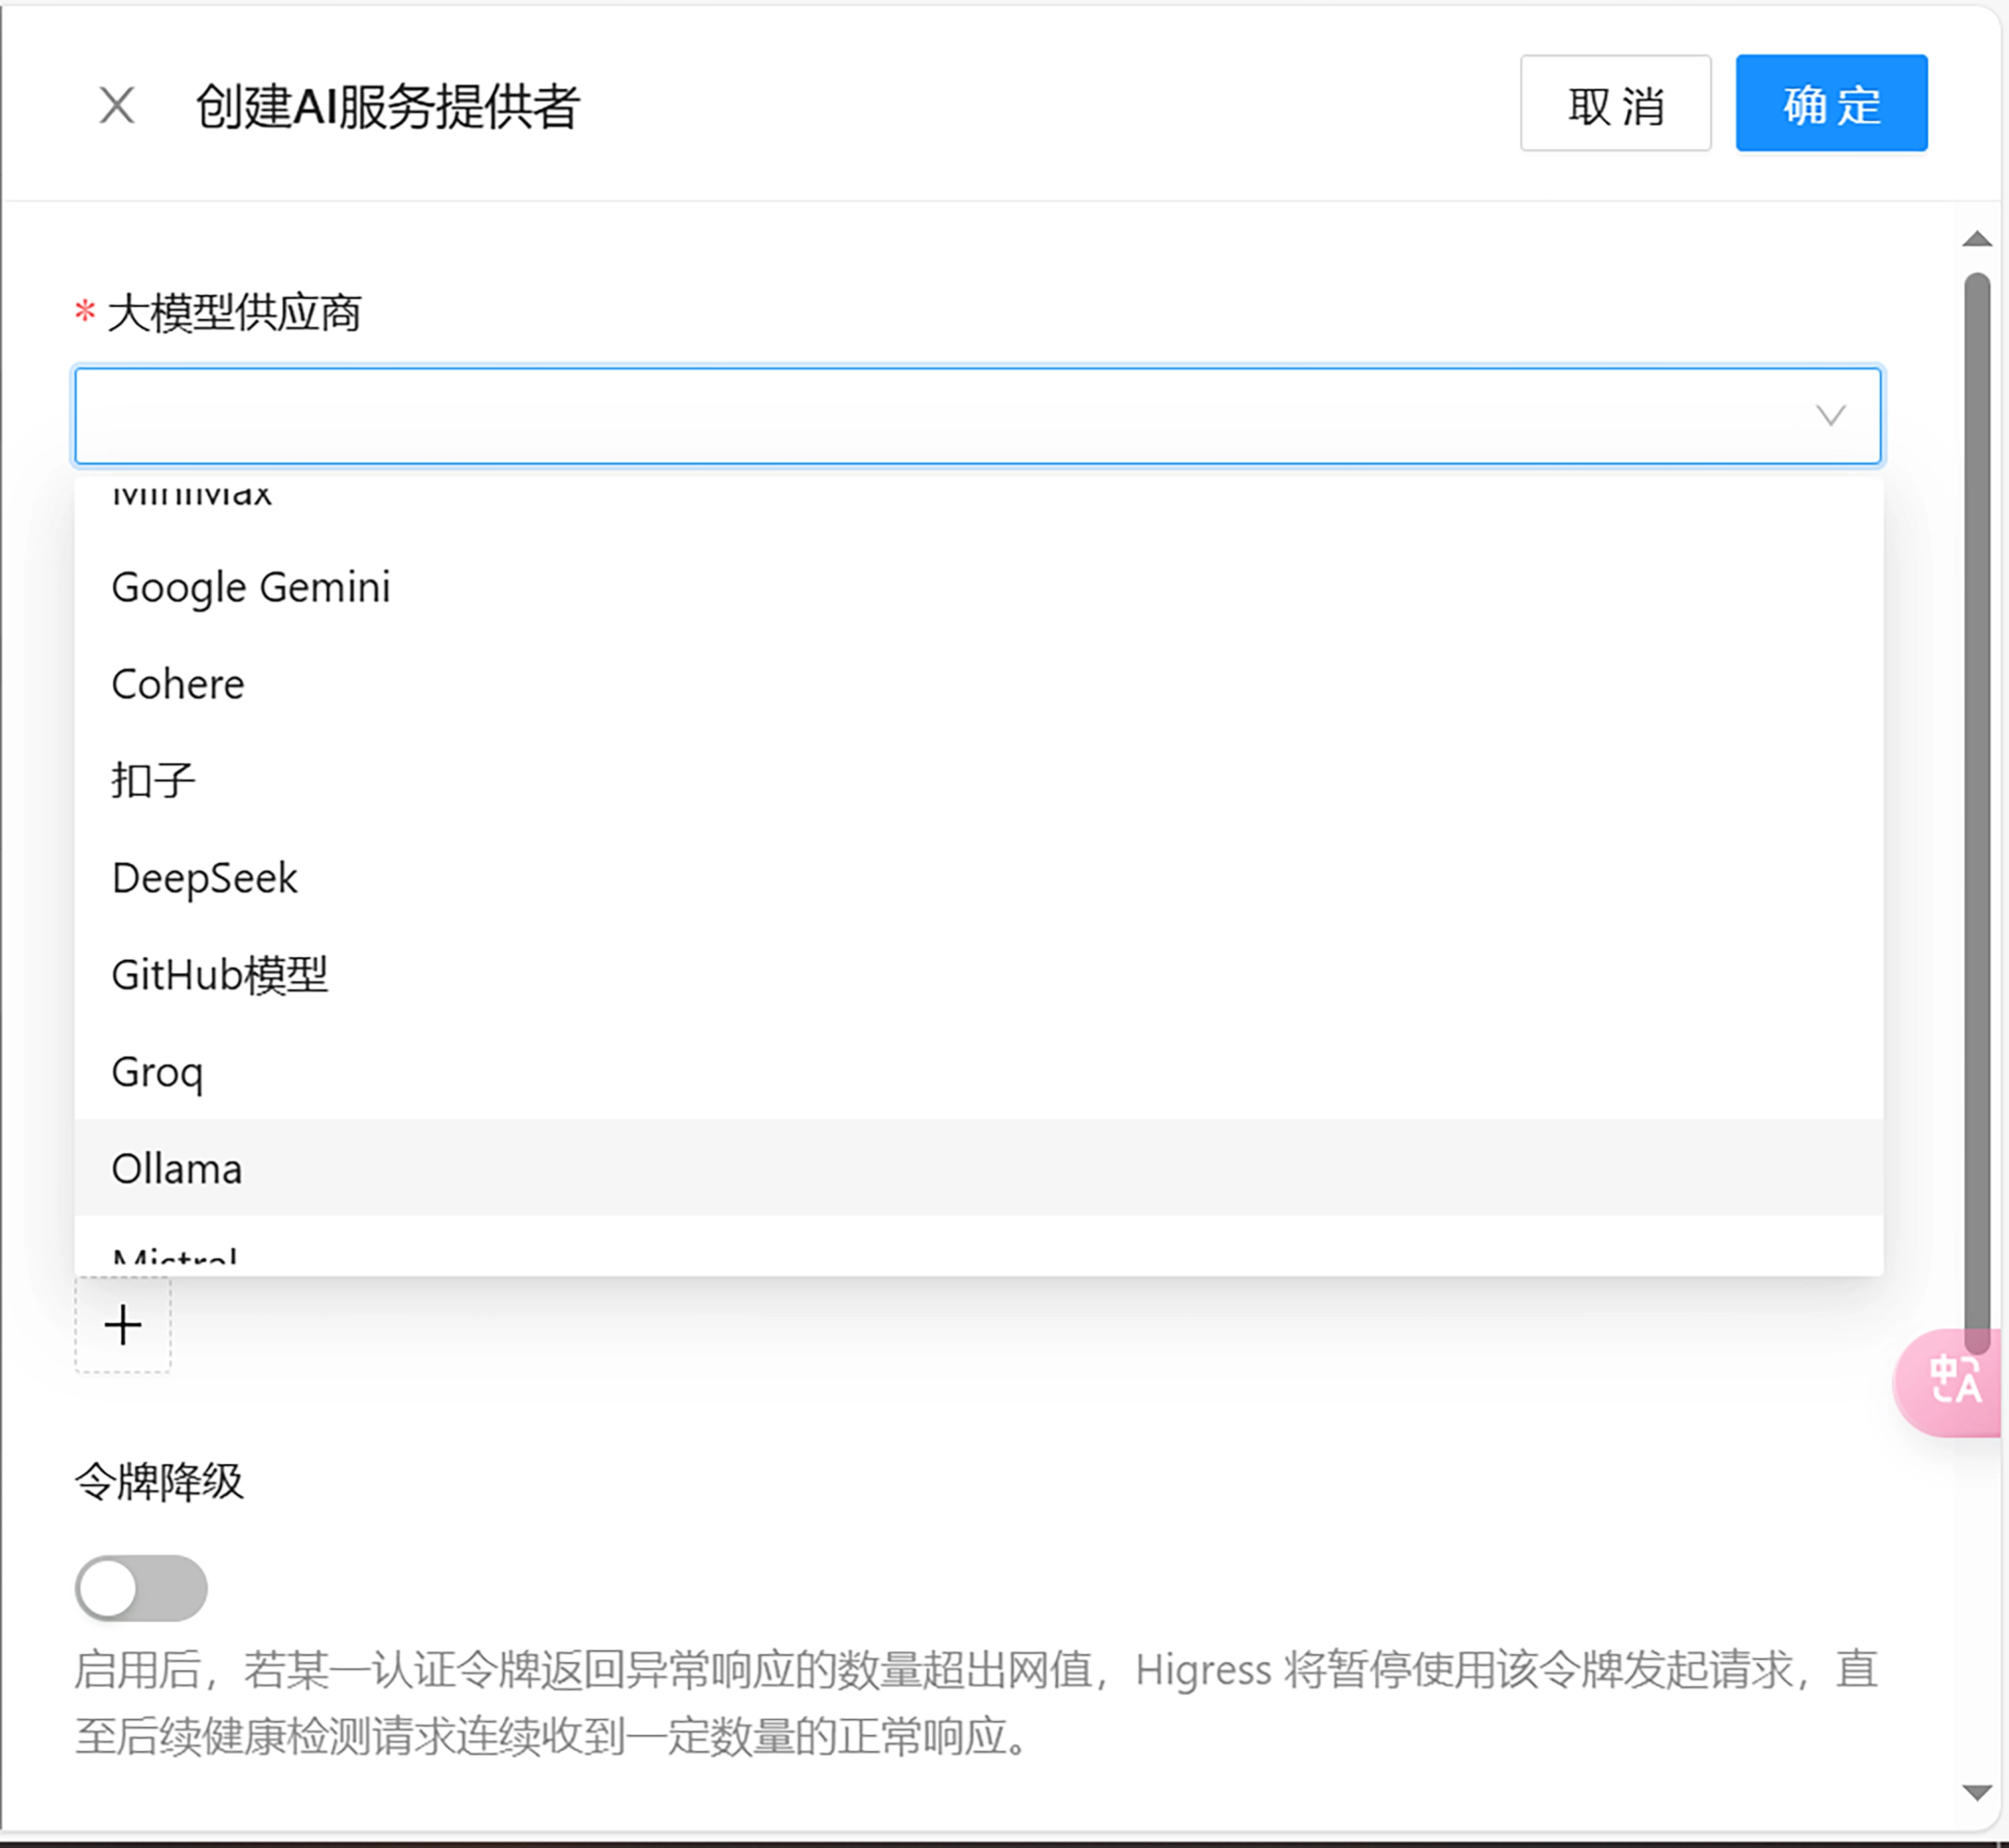 创建AI服务提供者
取 消
确 定
* 大模型供应商
MiniMax
Google Gemini
Cohere
扣子
DeepSeek
GitHub模型
Groq
Ollama
Mistral
令牌降级
启用后，若某一认证令牌返回异常响应的数量超出网值，Higress 将暂停使用该令牌发起请求，直
至后续健康检测请求连续收到一定数量的正常响应。
中A